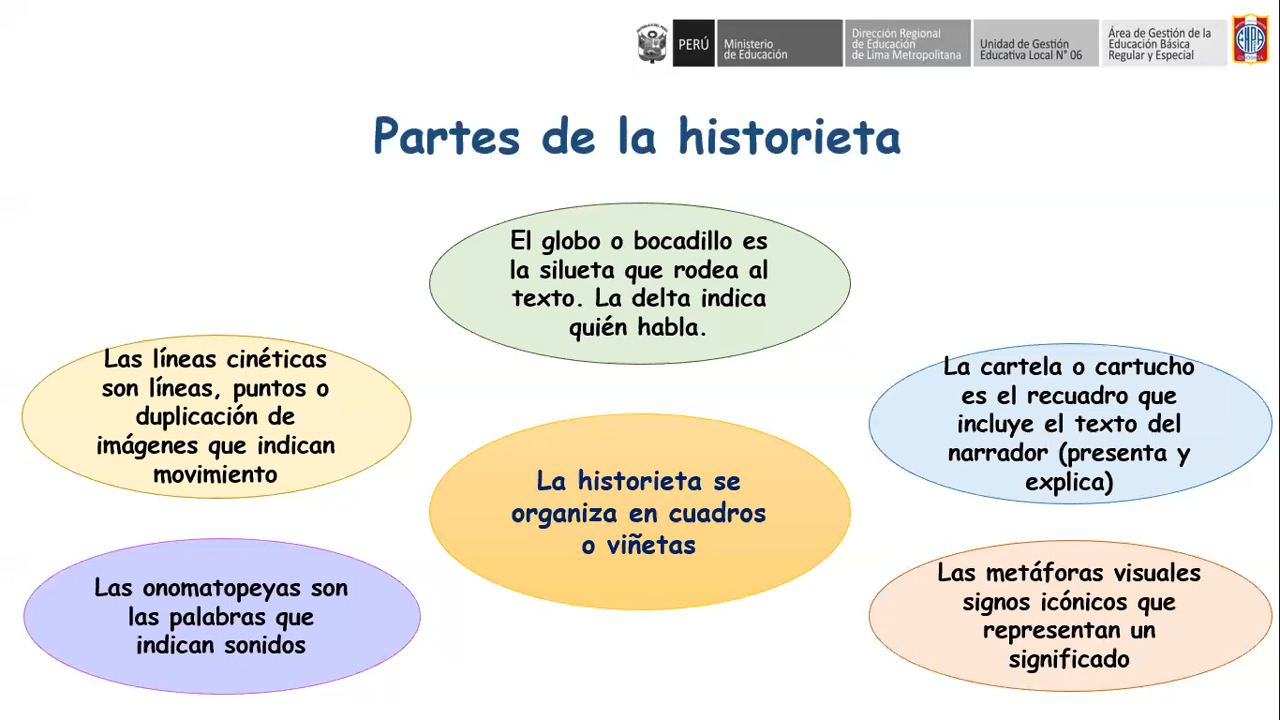 PERÚ
Ministerio
de Educación
Dirección Regional
de Educación
de Lima Metropolitana
Unidad de Gestión
Educativa Local N° 06
Área de Gestión de la
Educación Básica
Regular y Especial
Partes de la historieta
El globo o bocadillo es
la silueta que rodea al
texto. La delta indica
quién habla.
Las líneas cinéticas
son líneas, puntos o
duplicación de
imágenes que indican
movimiento
La cartela o cartucho
es el recuadro que
incluye el texto del
narrador (presenta y
explica)
La historieta se
organiza en cuadros
o viñetas
Las onomatopeyas son
las palabras que
indican sonidos
Las metáforas visuales
signos icónicos que
representan un
significado